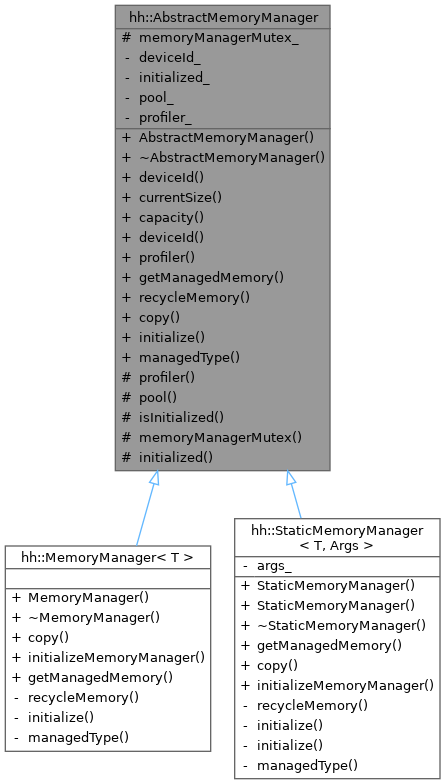 hh::AbstractMemoryManager
# memoryManagerMutex_
- deviceId_
- initialized_
- pool_
- profiler_
+ AbstractMemoryManager()
+ ~AbstractMemoryManager()
+ deviceId()
+ currentSize()
+ capacity()
+ deviceId()
+ profiler()
+ getManagedMemory()
+ recycleMemory()
+ copy()
+ initialize()
+ managedType()
# profiler()
# pool()
# isInitialized()
# memoryManagerMutex()
# initialized()
hh::MemoryManager< T >
+ MemoryManager()
+ ~MemoryManager()
+ copy()
+ initializeMemoryManager()
+ getManagedMemory()
- recycleMemory()
- initialize()
- managedType()
hh::StaticMemoryManager
< T, Args >
- args_
+ StaticMemoryManager()
+ StaticMemoryManager()
+ ~StaticMemoryManager()
+ getManagedMemory()
+ copy()
+ initializeMemoryManager()
- recycleMemory()
- initialize()
- initialize()
- managedType()